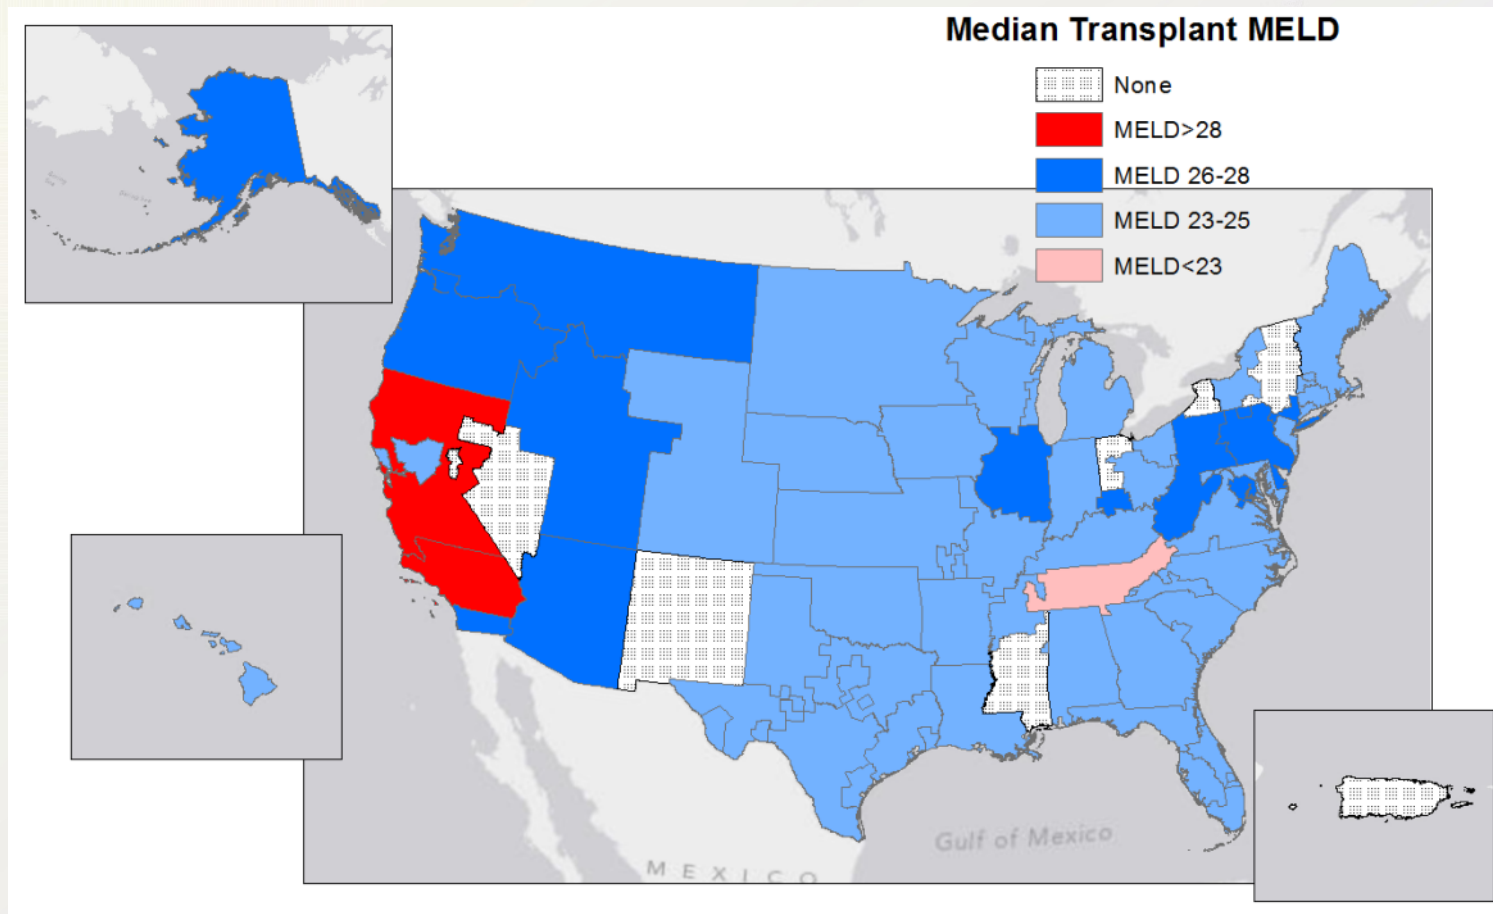 Median Transplant MELD
None
MELD>28
MELD 26-28
MELD 23-25
MELD<23
Gulf of Mexico
MEXICO